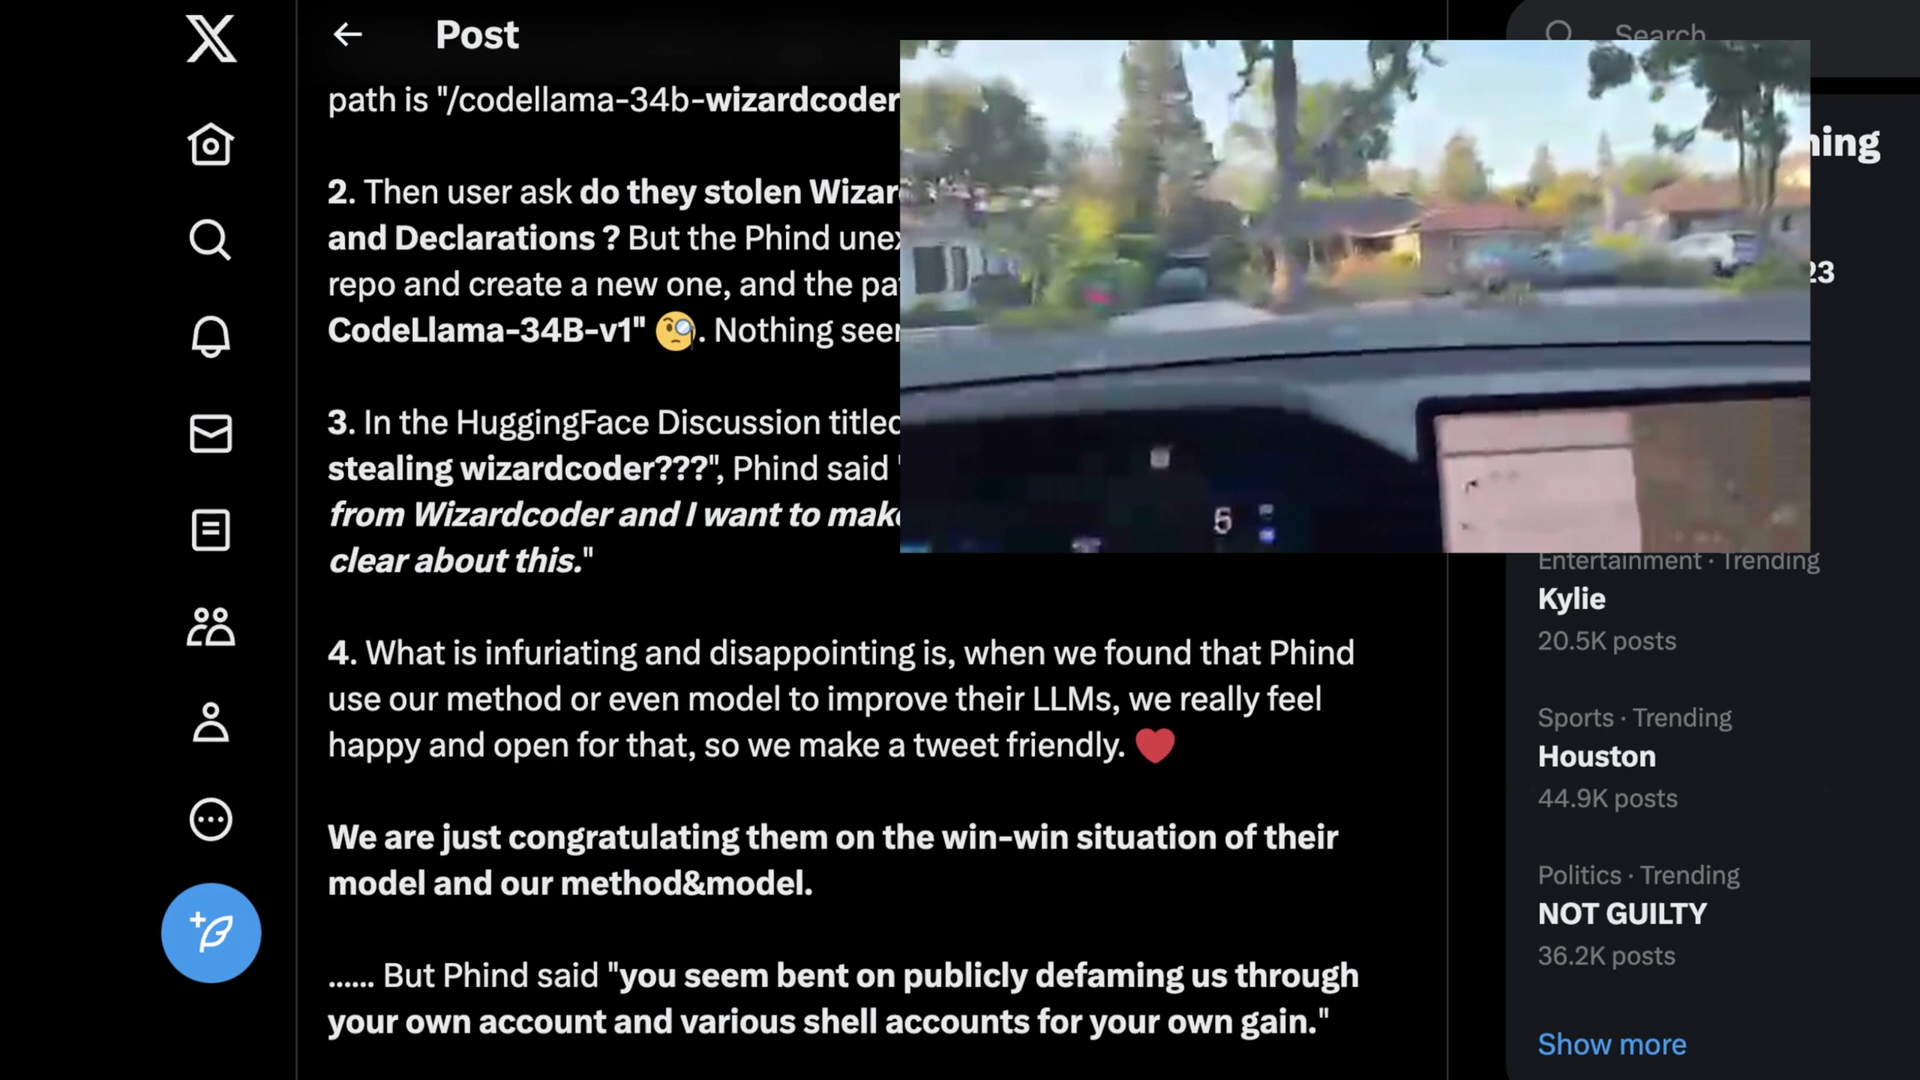 Post
Search
path is "/codellama-34b-wizardcoder
2. Then user ask do they stolen Wizar
and Declarations ? But the Phind unex
repo and create a new one, and the pa
CodeLlama-34B-v1" 🧐. Nothing seen
3. In the HuggingFace Discussion titled
stealing wizardcoder???", Phind said "
from Wizardcoder and I want to make
clear about this."
4. What is infuriating and disappointing is, when we found that Phind
use our method or even model to improve their LLMs, we really feel
happy and open for that, so we make a tweet friendly. ❤️
We are just congratulating them on the win-win situation of their
model and our method&model.
...... But Phind said "you seem bent on publicly defaming us through
your own account and various shell accounts for your own gain."
5
ning
23
Entertainment · Trending
Kylie
20.5K posts
Sports · Trending
Houston
44.9K posts
Politics · Trending
NOT GUILTY
36.2K posts
Show more